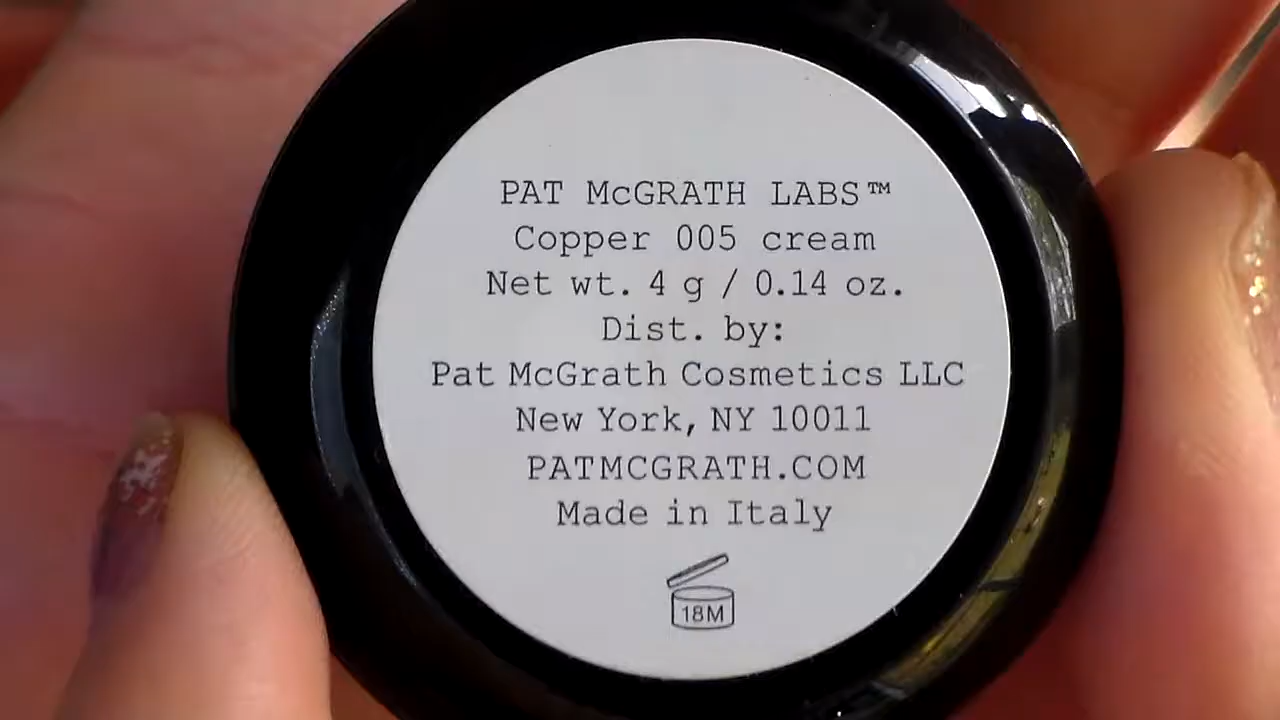 PAT McGRATH LABS™
Copper 005 cream
Net wt. 4 g / 0.14 oz.
Dist. by:
Pat McGrath Cosmetics LLC
New York, NY 10011
PATMCGRATH.COM
Made in Italy
18M